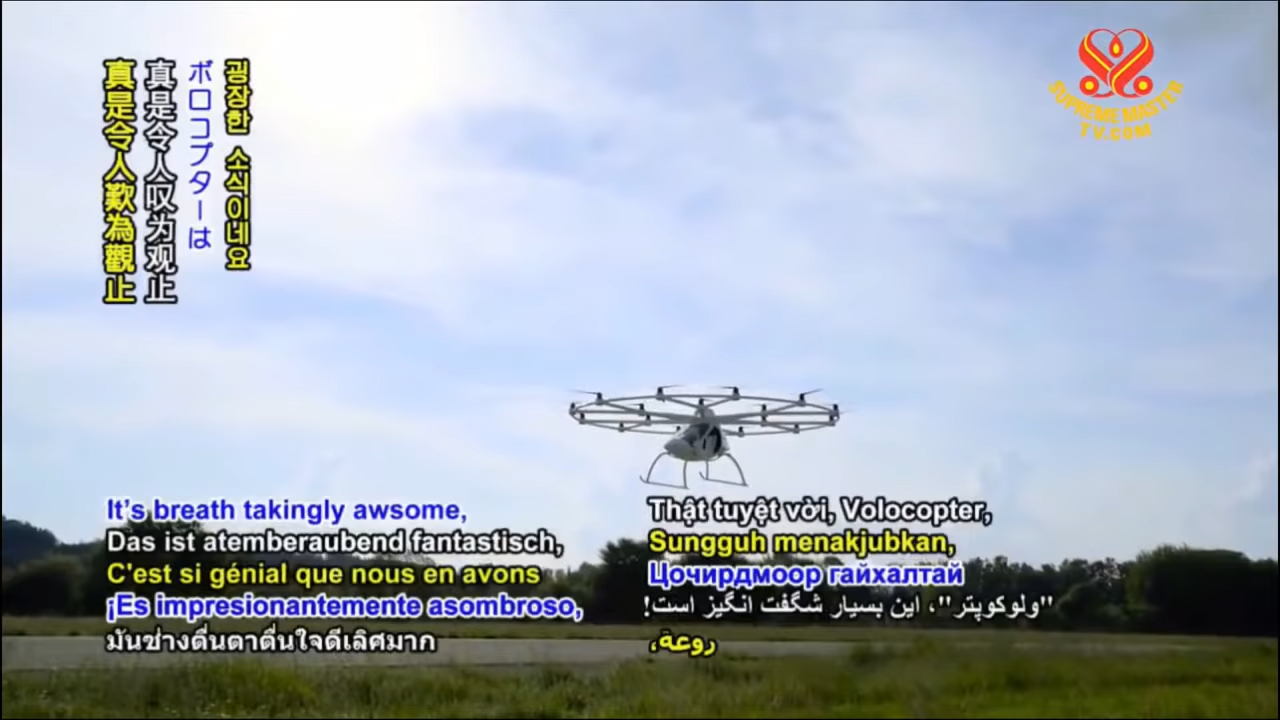 굉장한 소식이네요
ボロコプターは
真是令人叹为观止
真是令人歎為觀止
SUPREME MASTER
TV.COM
It's breath takingly awsome,
Das ist atemberaubend fantastisch,
C'est si génial que nous en avons
¡Es impresionantemente asombroso,
มันช่างตื่นตาตื่นใจดีเลิศมาก
Thật tuyệt vời, Volocopter,
Sungguh menakjubkan,
Цочирдмоор гайхалтай
"ولوکوپتر"، این بسیار شگفت انگیز است!
روعة،